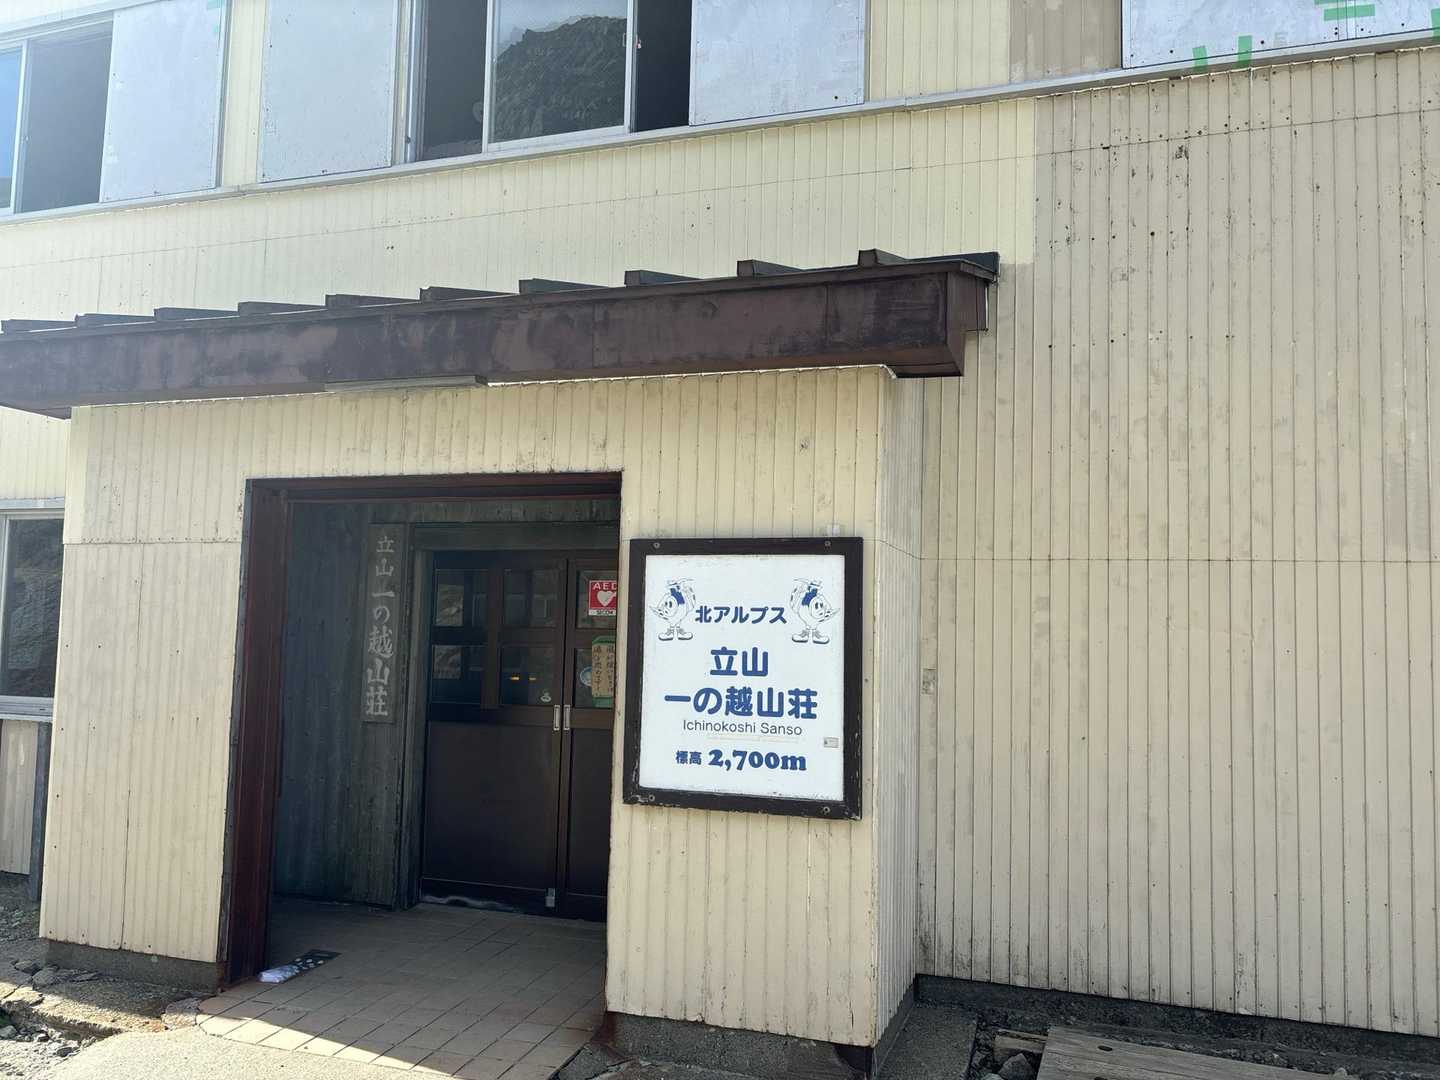 立山一の越山荘
AED
SECOM
北アルプス
立山
一の越山荘
Ichinokoshi Sanso
標高 2,700m